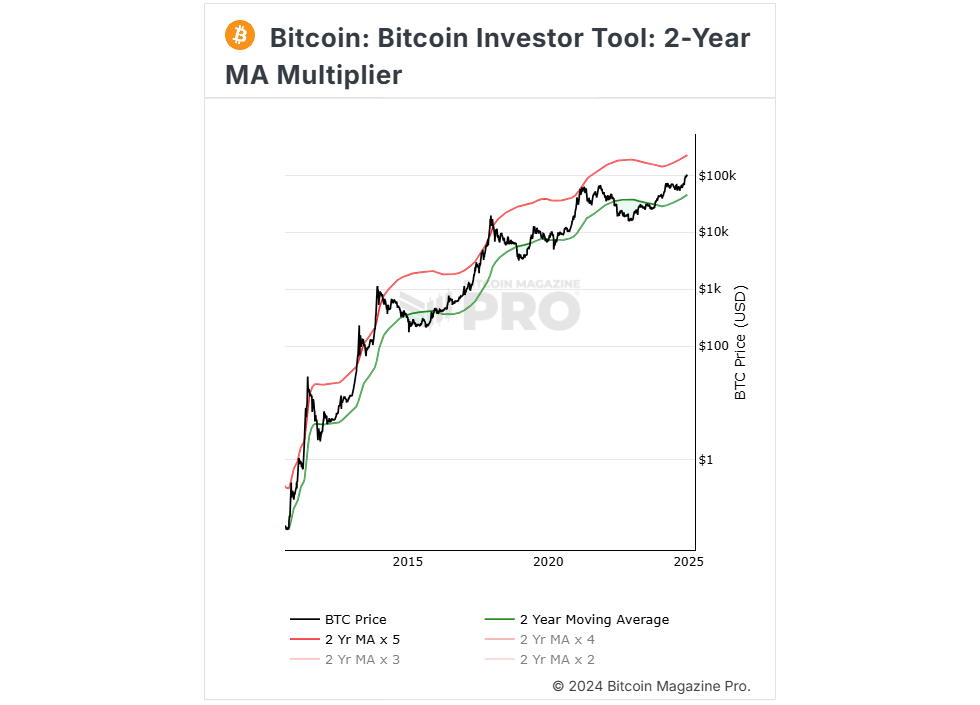 Bitcoin: Bitcoin Investor Tool: 2-Year
MA Multiplier
$100k
$10k
$1k
$100
$1
BTC Price (USD)
BITCOIN MAGAZINE
PRO
2015
2020
2025
BTC Price
2 Year Moving Average
2 Yr MA x 5
2 Yr MA x 4
2 Yr MA x 3
2 Yr MA x 2
© 2024 Bitcoin Magazine Pro.